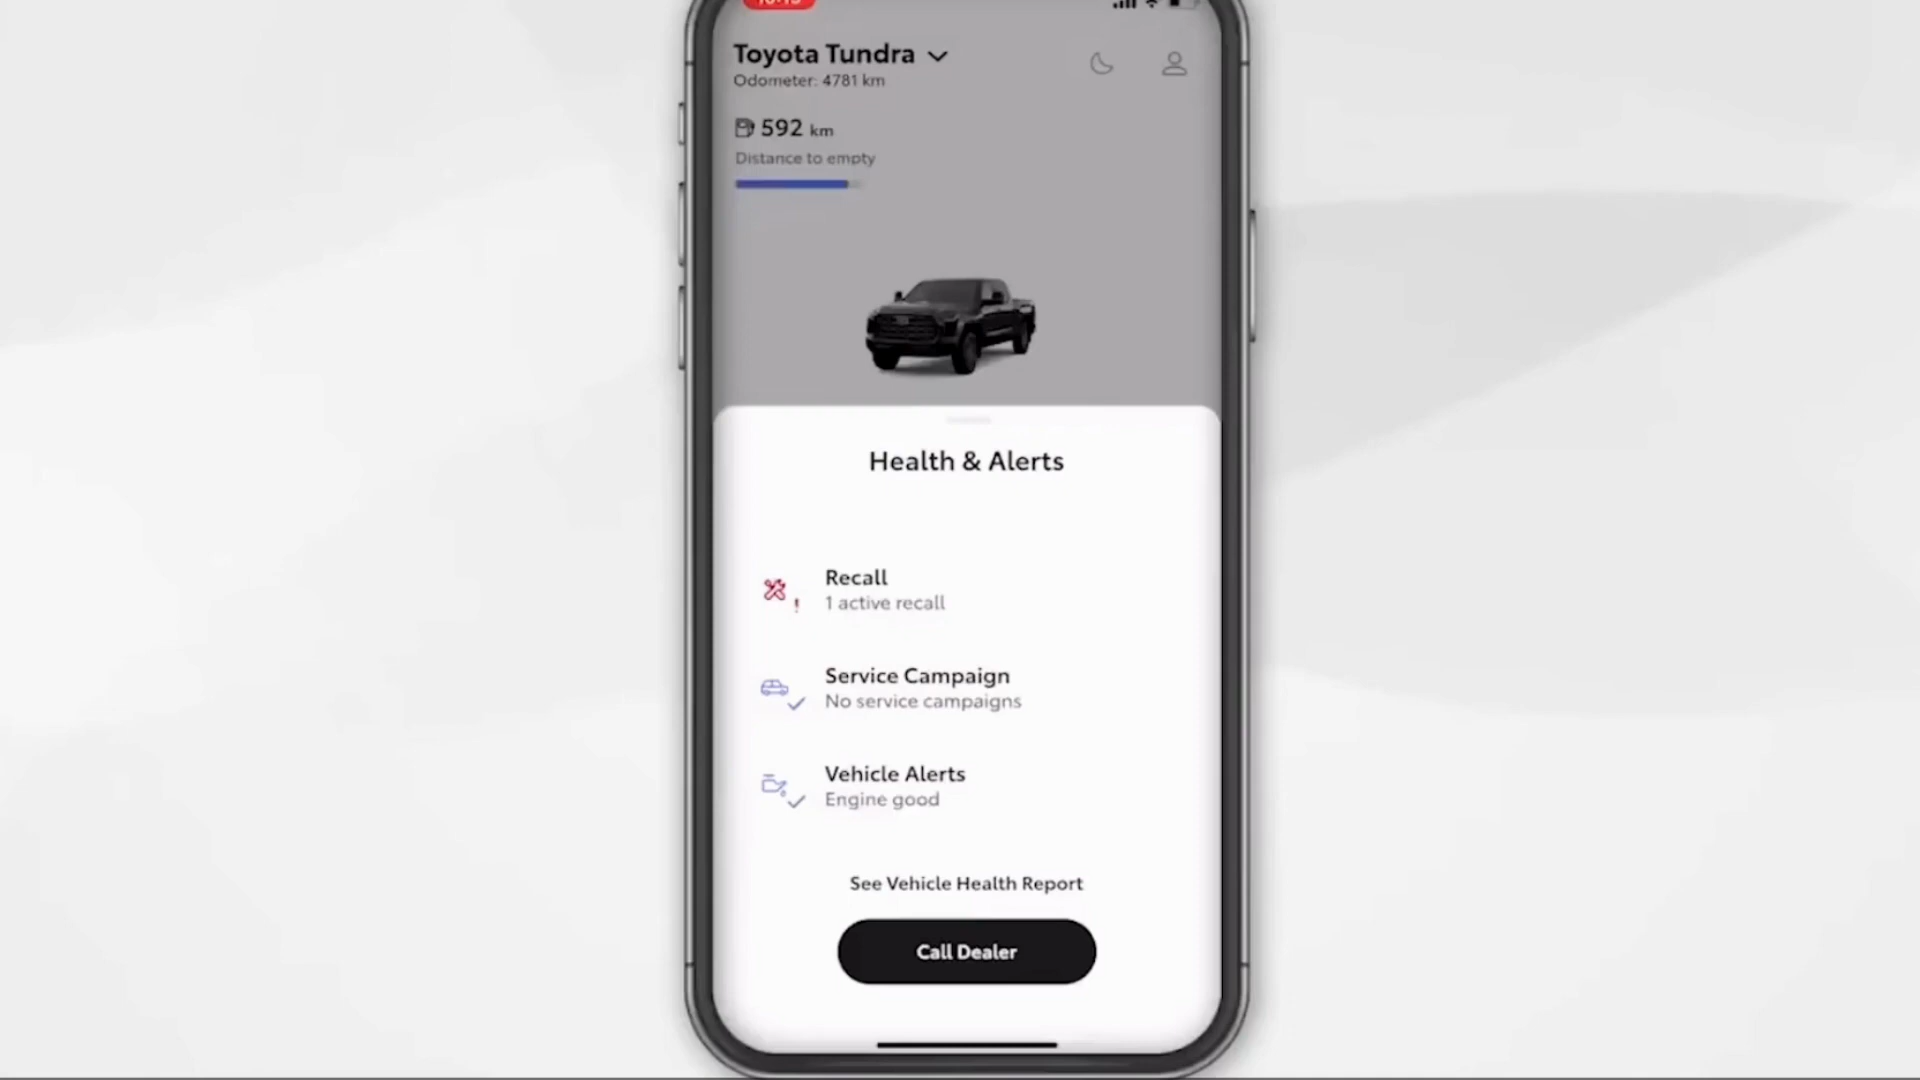 Toyota Tundra
Odometer: 4781 km
592 km
Distance to empty
Health & Alerts
Recall
1 active recall
Service Campaign
No service campaigns
Vehicle Alerts
Engine good
See Vehicle Health Report
Call Dealer